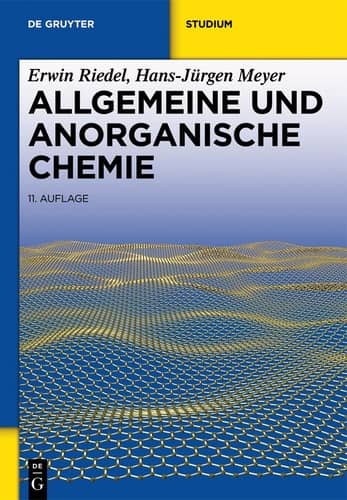 DE GRUYTER STUDIUM
Erwin Riedel, Hans-Jürgen Meyer
ALLGEMEINE UND
ANORGANISCHE
CHEMIE
11. AUFLAGE
DE
G